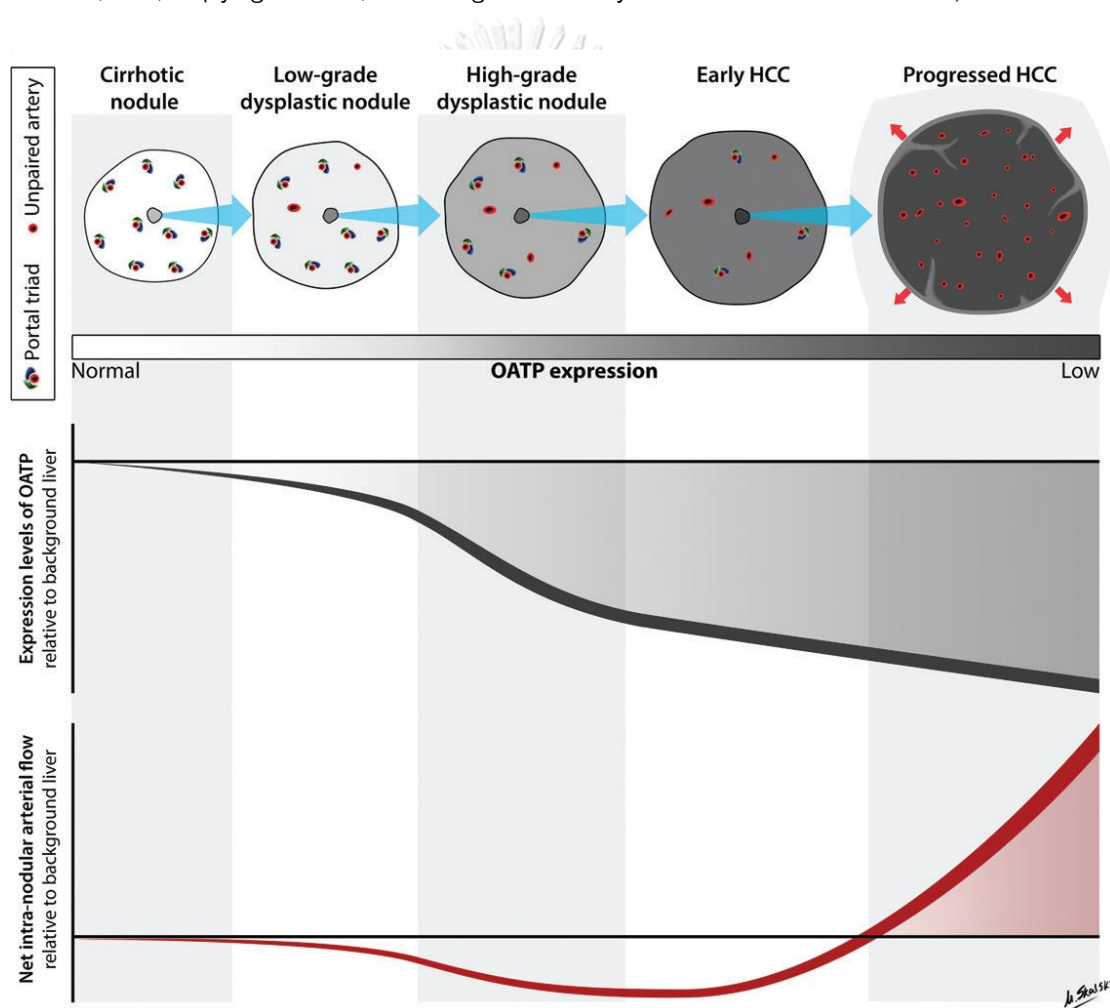 Cirrhotic
nodule
Low-grade
dysplastic nodule
High-grade
dysplastic nodule
Early HCC
Progressed HCC
Portal triad
Unpaired artery
Normal
OATP expression
Low
Expression levels of OATP
relative to background liver
Net intra-nodular arterial flow
relative to background liver